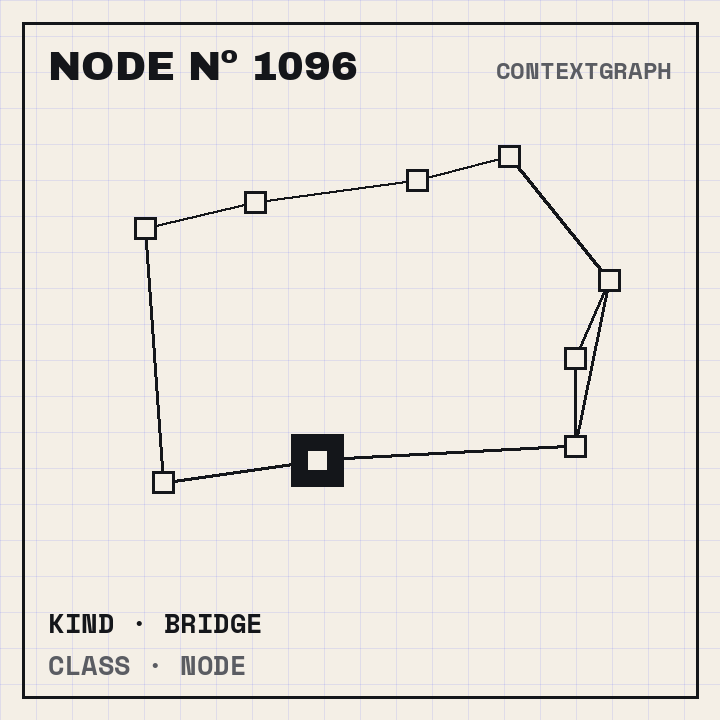 NODE Nº 1096
CONTEXTGRAPH
KIND · BRIDGE
CLASS · NODE